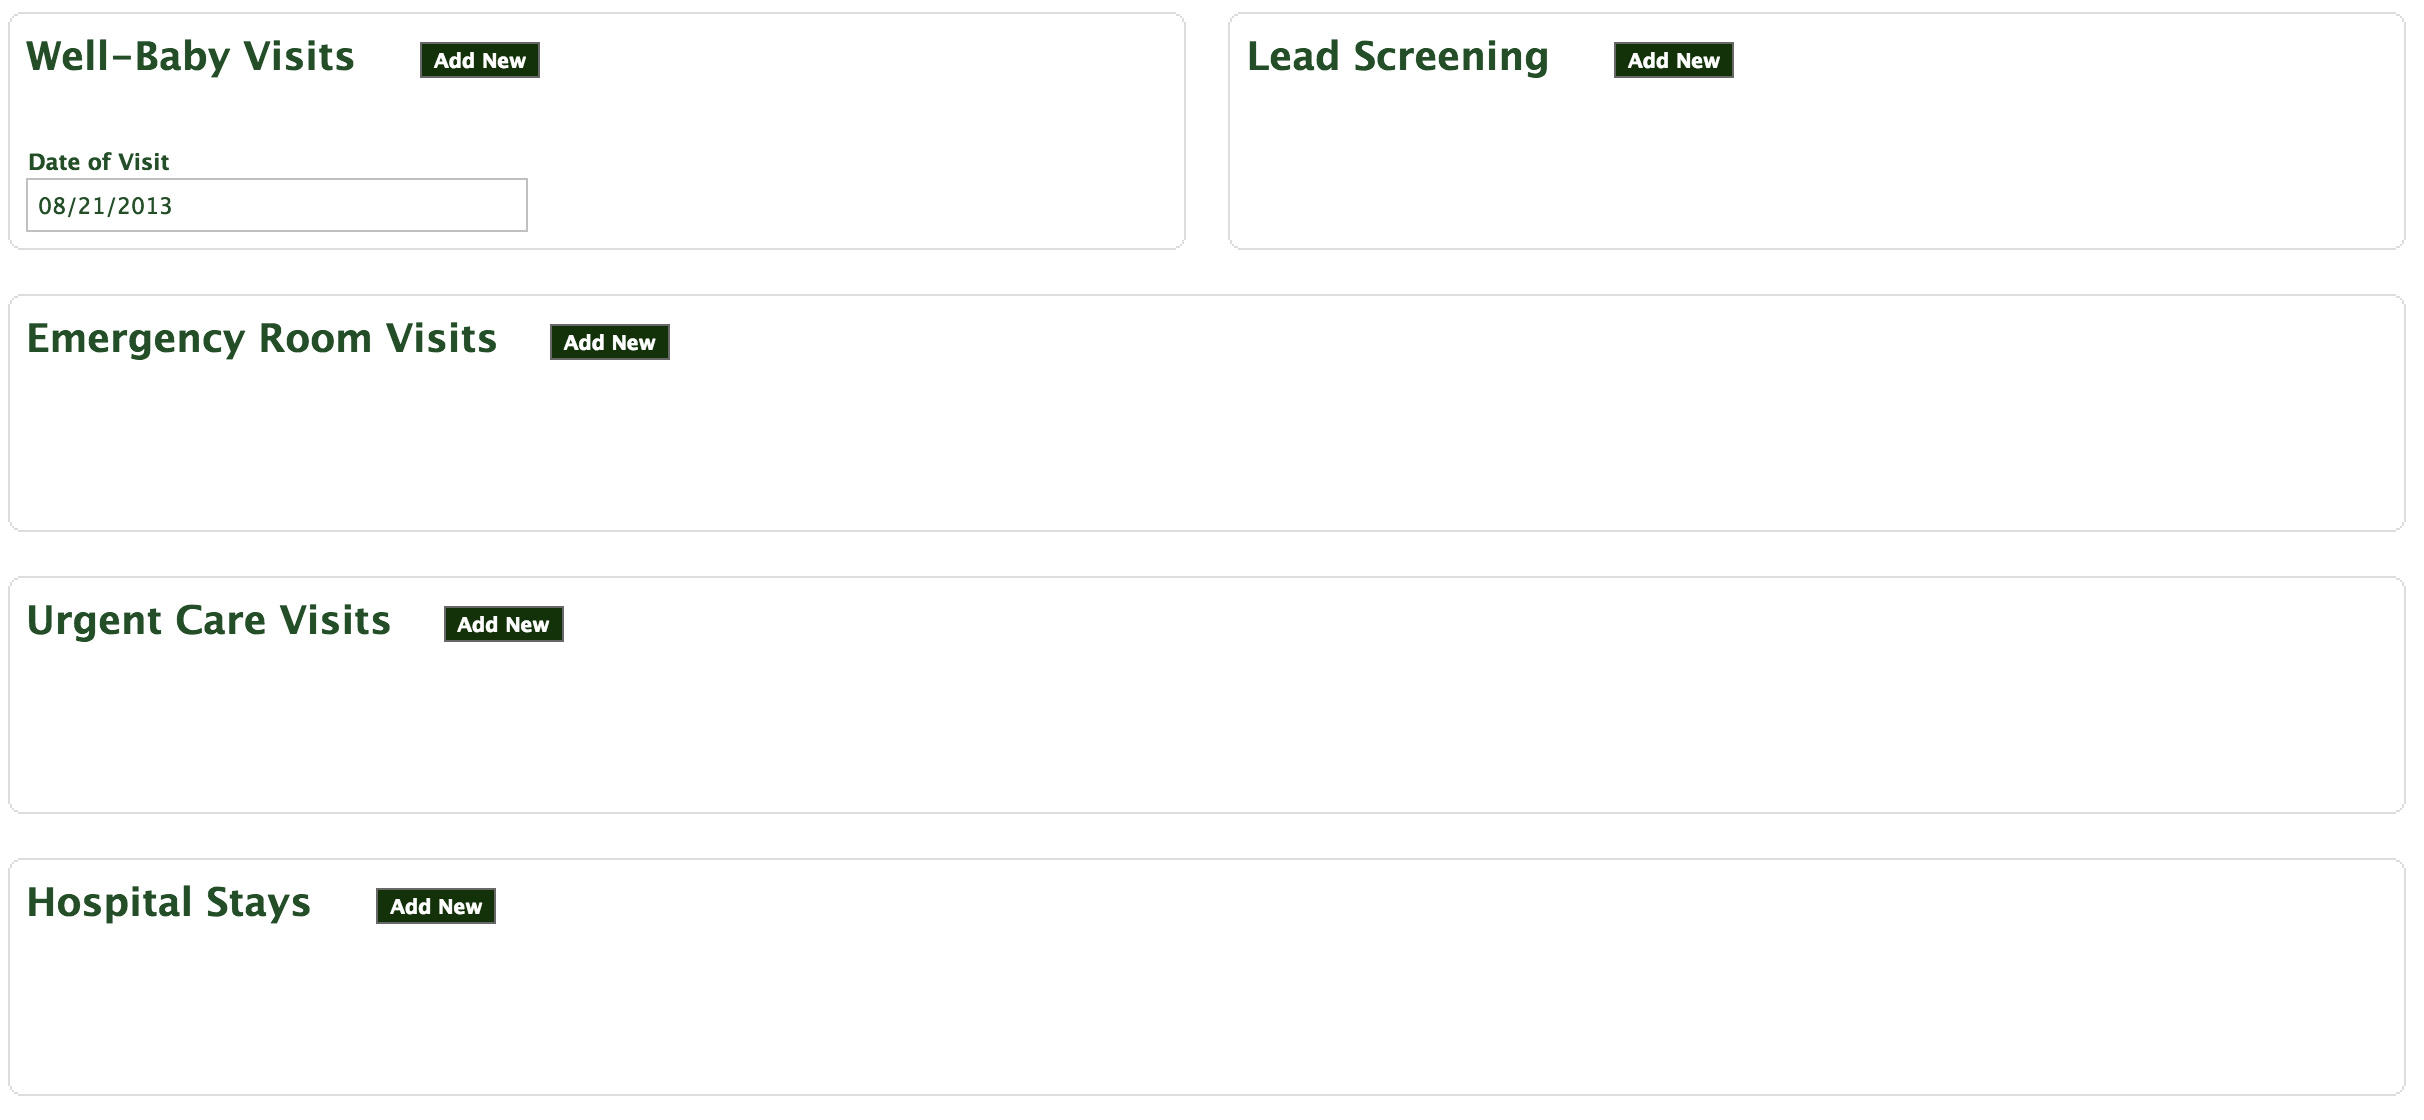 Well-Baby Visits Add New
Date of Visit
08/21/2013
Lead Screening Add New
Emergency Room Visits Add New
Urgent Care Visits Add New
Hospital Stays Add New